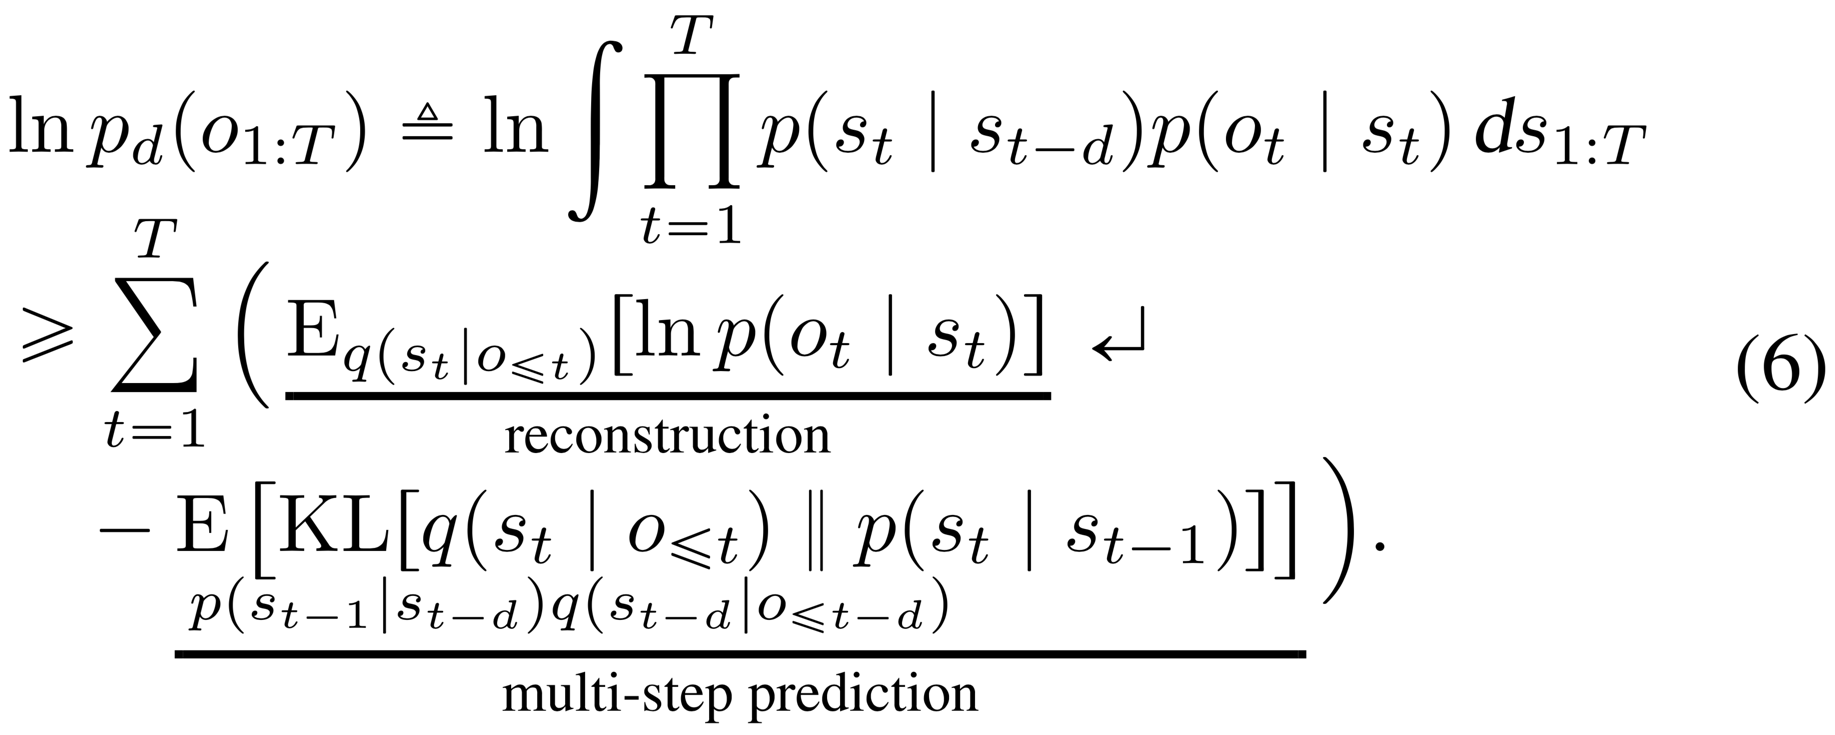 ln p_d(o_{1:T}) ≜ ln ∫ ∏_{t=1}^{T} p(s_t | s_{t−d})p(o_t | s_t) ds_{1:T}
⩾ ∑_{t=1}^{T} ( E_{q(s_t|o_{⩽t})}[ln p(o_t | s_t)] ↵
(6)
reconstruction
− E [KL[q(s_t | o_{⩽t}) ∥ p(s_t | s_{t−1})]] ).
p(s_{t−1}|s_{t−d})q(s_{t−d}|o_{⩽t−d})
multi-step prediction